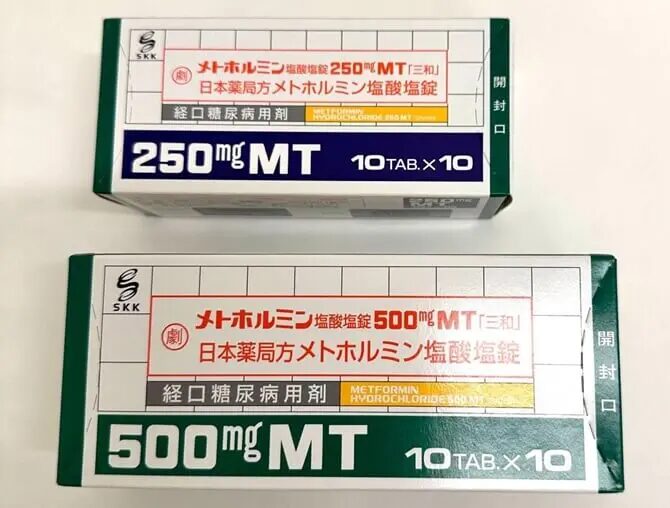 SKK
劇
メトホルミン塩酸塩錠250mgMT「三和」
日本薬局方メトホルミン塩酸塩錠
経口糖尿病用剤
METFORMIN
HYDROCHLORIDE 250 MT
250mgMT 10TAB.×10
開封口
250mg
MT
SKK
劇
メトホルミン塩酸塩錠500mgMT「三和」
日本薬局方メトホルミン塩酸塩錠
経口糖尿病用剤
METFORMIN
HYDROCHLORIDE 500 MT
500mgMT 10TAB.×10
開封口